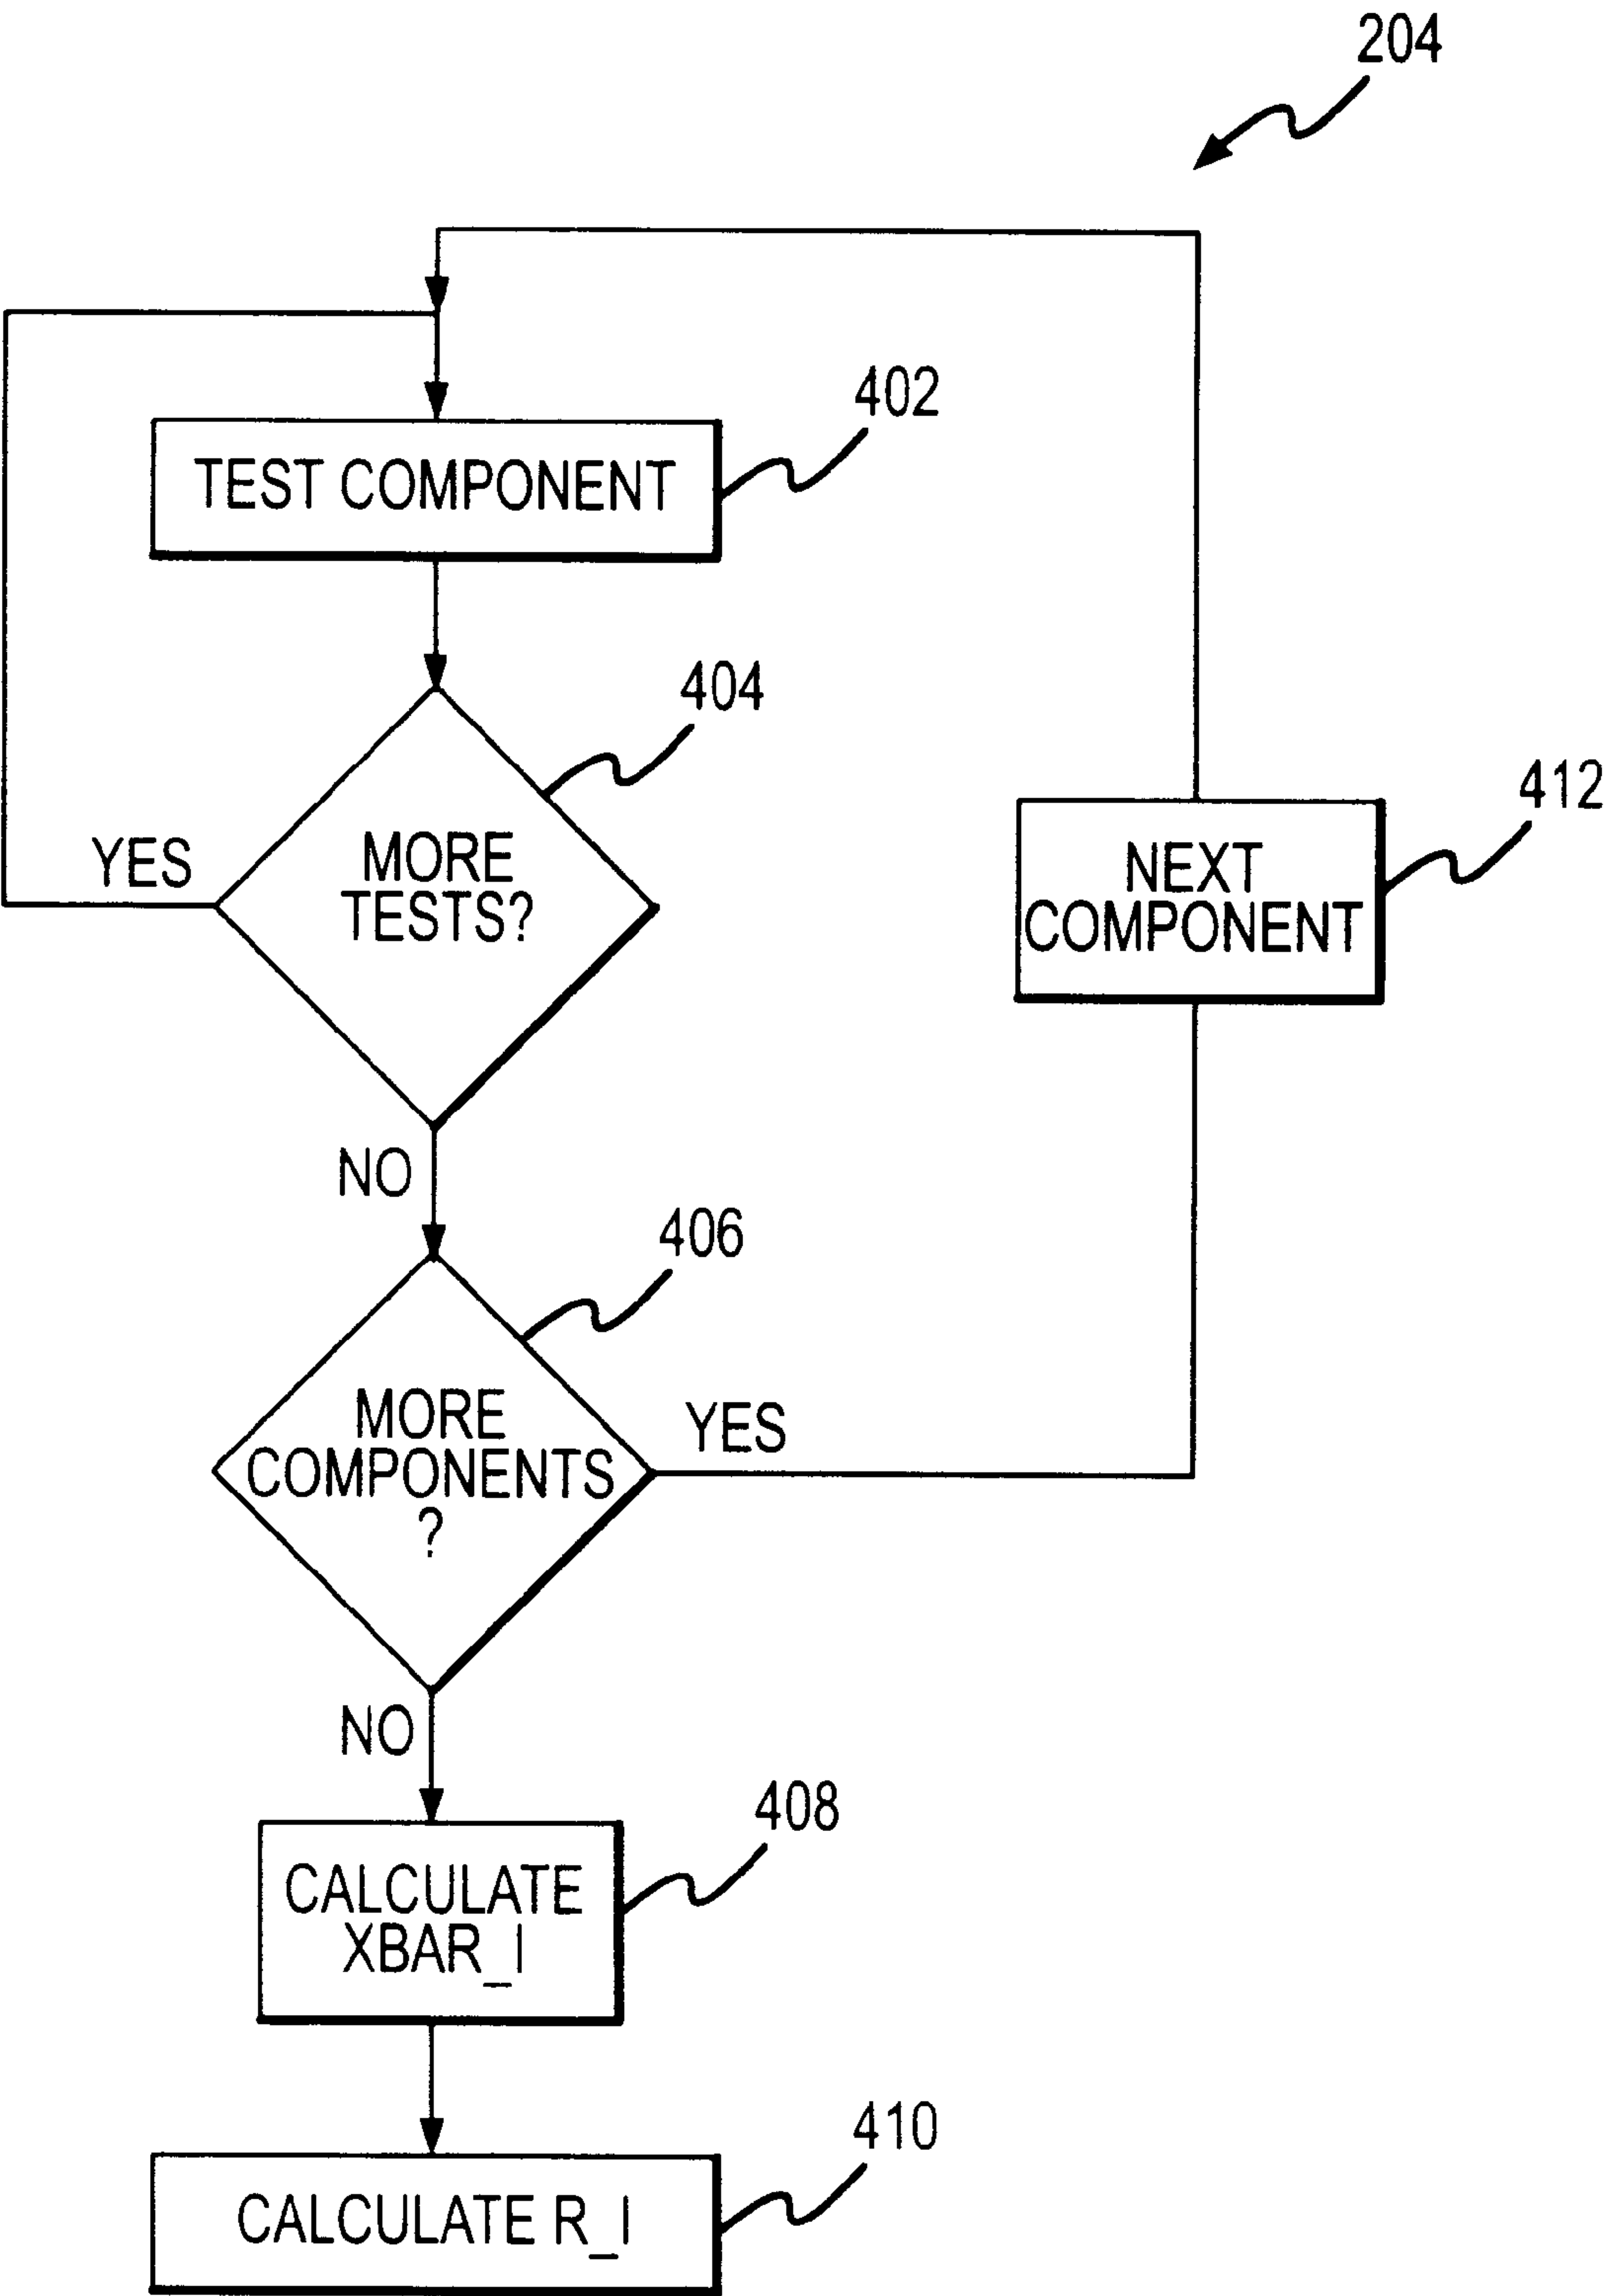 204
402
TEST COMPONENT
404
YES
MORE
TESTS?
412
NEXT
COMPONENT
NO
406
MORE
COMPONENTS
?
YES
NO
408
CALCULATE
XBAR_I
410
CALCULATE R_I